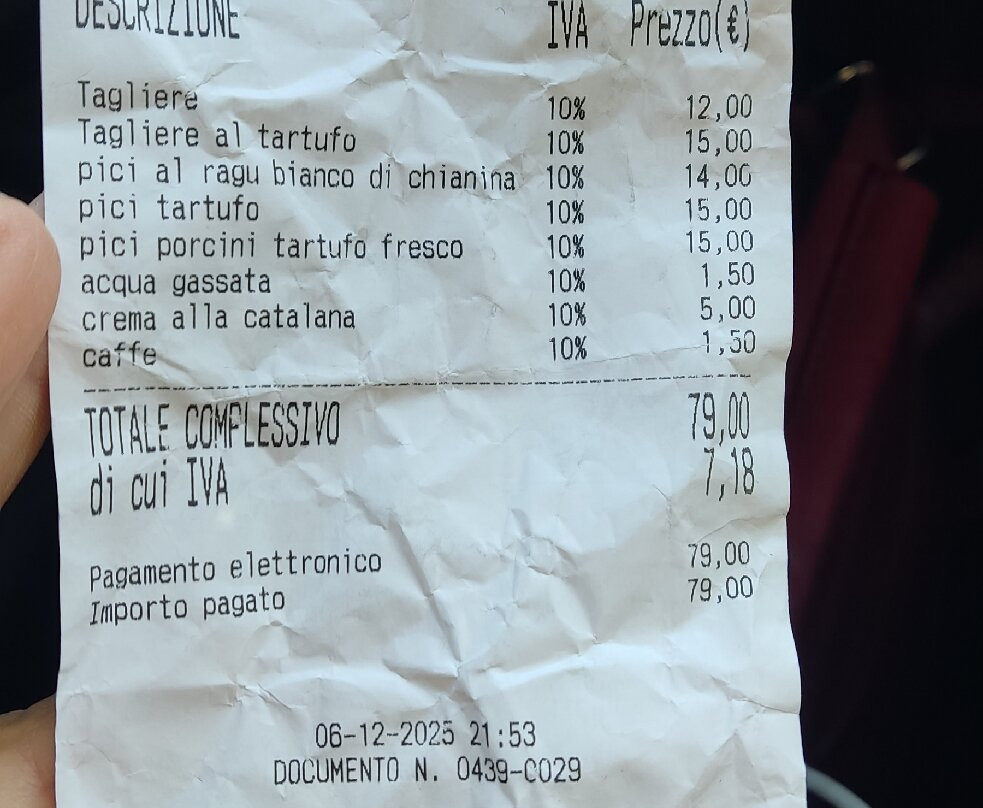 DESCRIZIONE IVA Prezzo(€)
Tagliere 10% 12,00
Tagliere al tartufo 10% 15,00
pici al ragu bianco di chianina 10% 14,00
pici tartufo 10% 15,00
pici porcini tartufo fresco 10% 15,00
acqua gassata 10% 1,50
crema alla catalana 10% 5,00
caffe 10% 1,50
TOTALE COMPLESSIVO 79,00
di cui IVA 7,18
Pagamento elettronico 79,00
Importo pagato 79,00
06-12-2025 21:53
DOCUMENTO N. 0439-0029